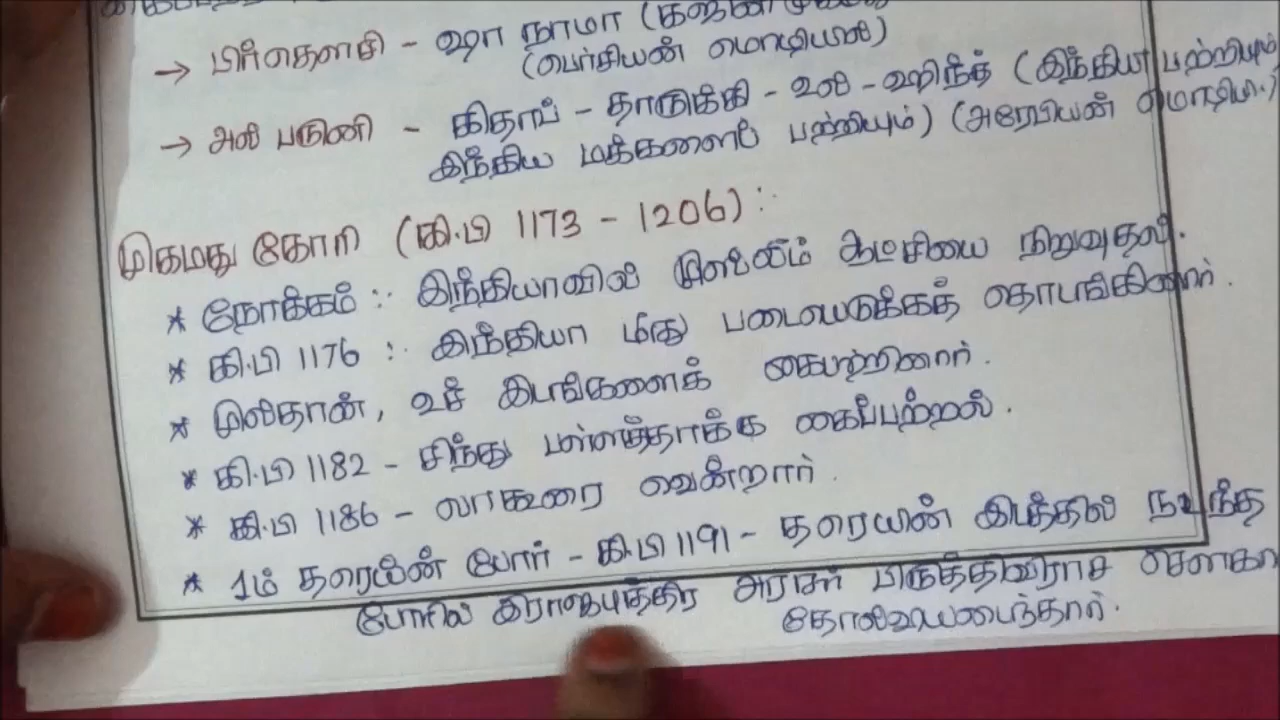 → பிர்தௌசி - ஷா நாமா (கஜினி
(பெர்சியன் மொழியில்)
→ அல் பருனி - கிதாப் - தாருக்கி - உல் - ஹிந்த் (இந்தியா பற்றியும்
இந்திய மக்களைப் பற்றியும்) (அரேபியன் மொழியில்.)
முகமது கோரி (கி.பி 1173 - 1206) :-
* நோக்கம் :- இந்தியாவில் முஸ்லீம் ஆட்சியை நிறுவுதல்.
* கி.பி 1176 :- இந்தியா மீது படையெடுக்கத் தொடங்கினார்.
* முல்தான், உச் இடங்களைக் கைபற்றினார்.
* கி.பி 1182 - சிந்து பள்ளத்தாக்கு கைப்பற்றல்.
* கி.பி 1186 - லாகூரை வென்றார்.
* 1ம் தரையின் போர் - கி.பி 1191 - தரையின் இடத்தில் நடந்த
போரில் இராஜபுத்திர அரசர் பிருத்திவிராச
தோல்வியடைந்தார்.